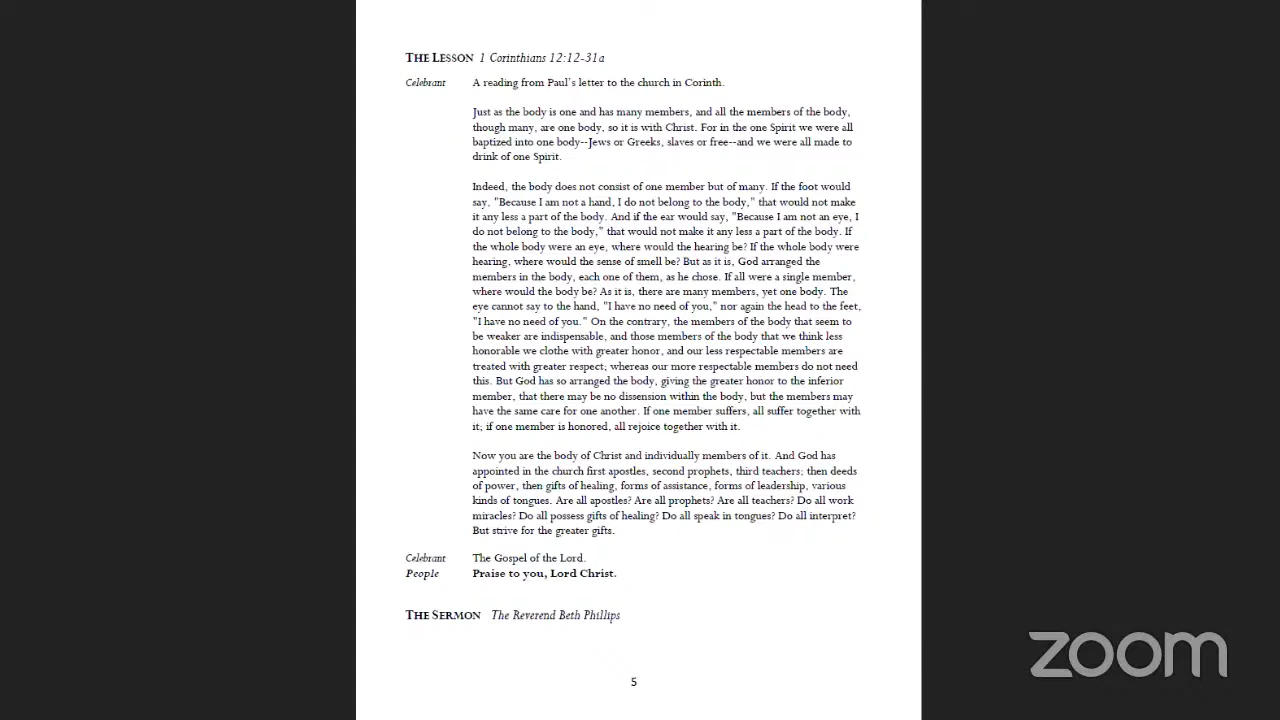 THE LESSON 1 Corinthians 12:12-31a
Celebrant A reading from Paul's letter to the church in Corinth.
Just as the body is one and has many members, and all the members of the body,
though many, are one body, so it is with Christ. For in the one Spirit we were all
baptized into one body--Jews or Greeks, slaves or free--and we were all made to
drink of one Spirit.
Indeed, the body does not consist of one member but of many. If the foot would
say, "Because I am not a hand, I do not belong to the body," that would not make
it any less a part of the body. And if the ear would say, "Because I am not an eye, I
do not belong to the body," that would not make it any less a part of the body. If
the whole body were an eye, where would the hearing be? If the whole body were
hearing, where would the sense of smell be? But as it is, God arranged the
members in the body, each one of them, as he chose. If all were a single member,
where would the body be? As it is, there are many members, yet one body. The
eye cannot say to the hand, "I have no need of you," nor again the head to the feet,
"I have no need of you." On the contrary, the members of the body that seem to
be weaker are indispensable, and those members of the body that we think less
honorable we clothe with greater honor, and our less respectable members are
treated with greater respect; whereas our more respectable members do not need
this. But God has so arranged the body, giving the greater honor to the inferior
member, that there may be no dissension within the body, but the members may
have the same care for one another. If one member suffers, all suffer together with
it; if one member is honored, all rejoice together with it.
Now you are the body of Christ and individually members of it. And God has
appointed in the church first apostles, second prophets, third teachers; then deeds
of power, then gifts of healing, forms of assistance, forms of leadership, various
kinds of tongues. Are all apostles? Are all prophets? Are all teachers? Do all work
miracles? Do all possess gifts of healing? Do all speak in tongues? Do all interpret?
But strive for the greater gifts.
Celebrant The Gospel of the Lord.
People Praise to you, Lord Christ.
THE SERMON The Reverend Beth Phillips
5
zoom